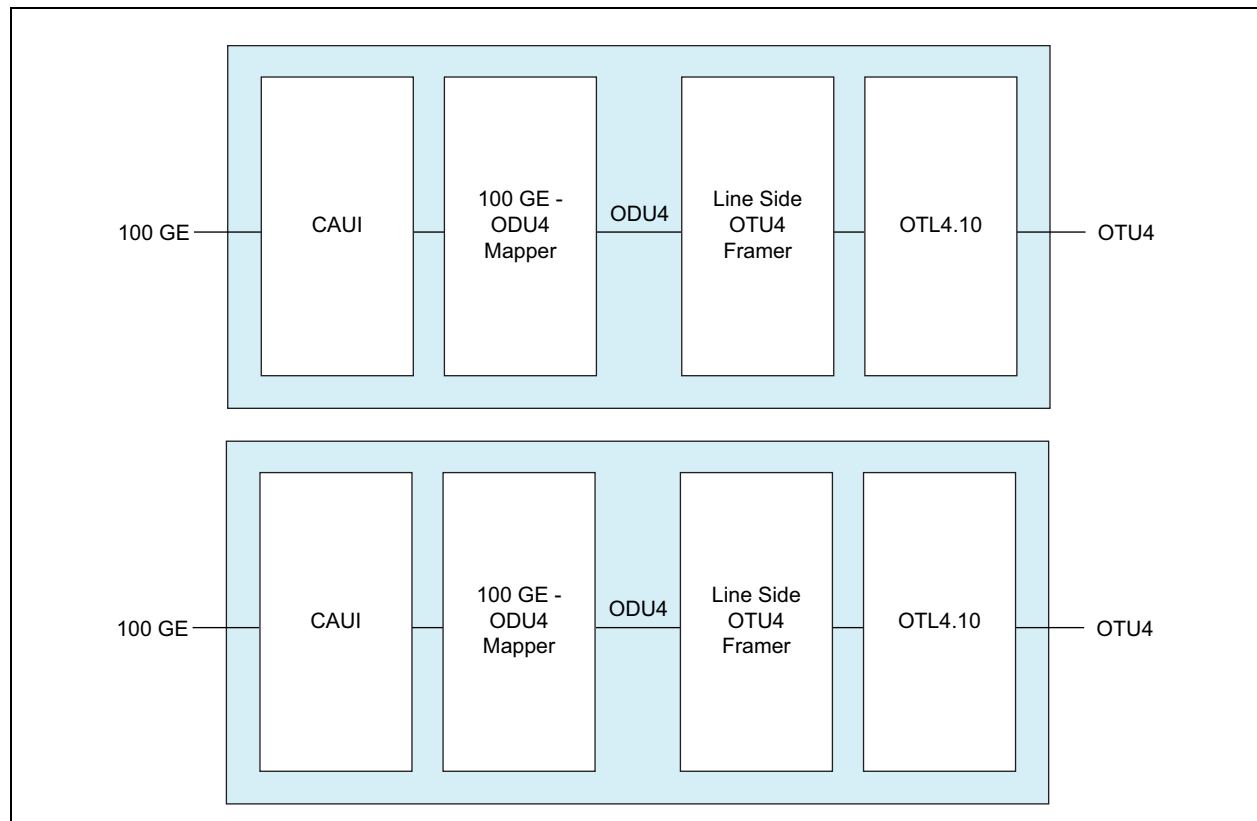 100 GE
CAUI
100 GE -
ODU4
Mapper
ODU4
Line Side
OTU4
Framer
OTL4.10
OTU4
100 GE
CAUI
100 GE -
ODU4
Mapper
ODU4
Line Side
OTU4
Framer
OTL4.10
OTU4